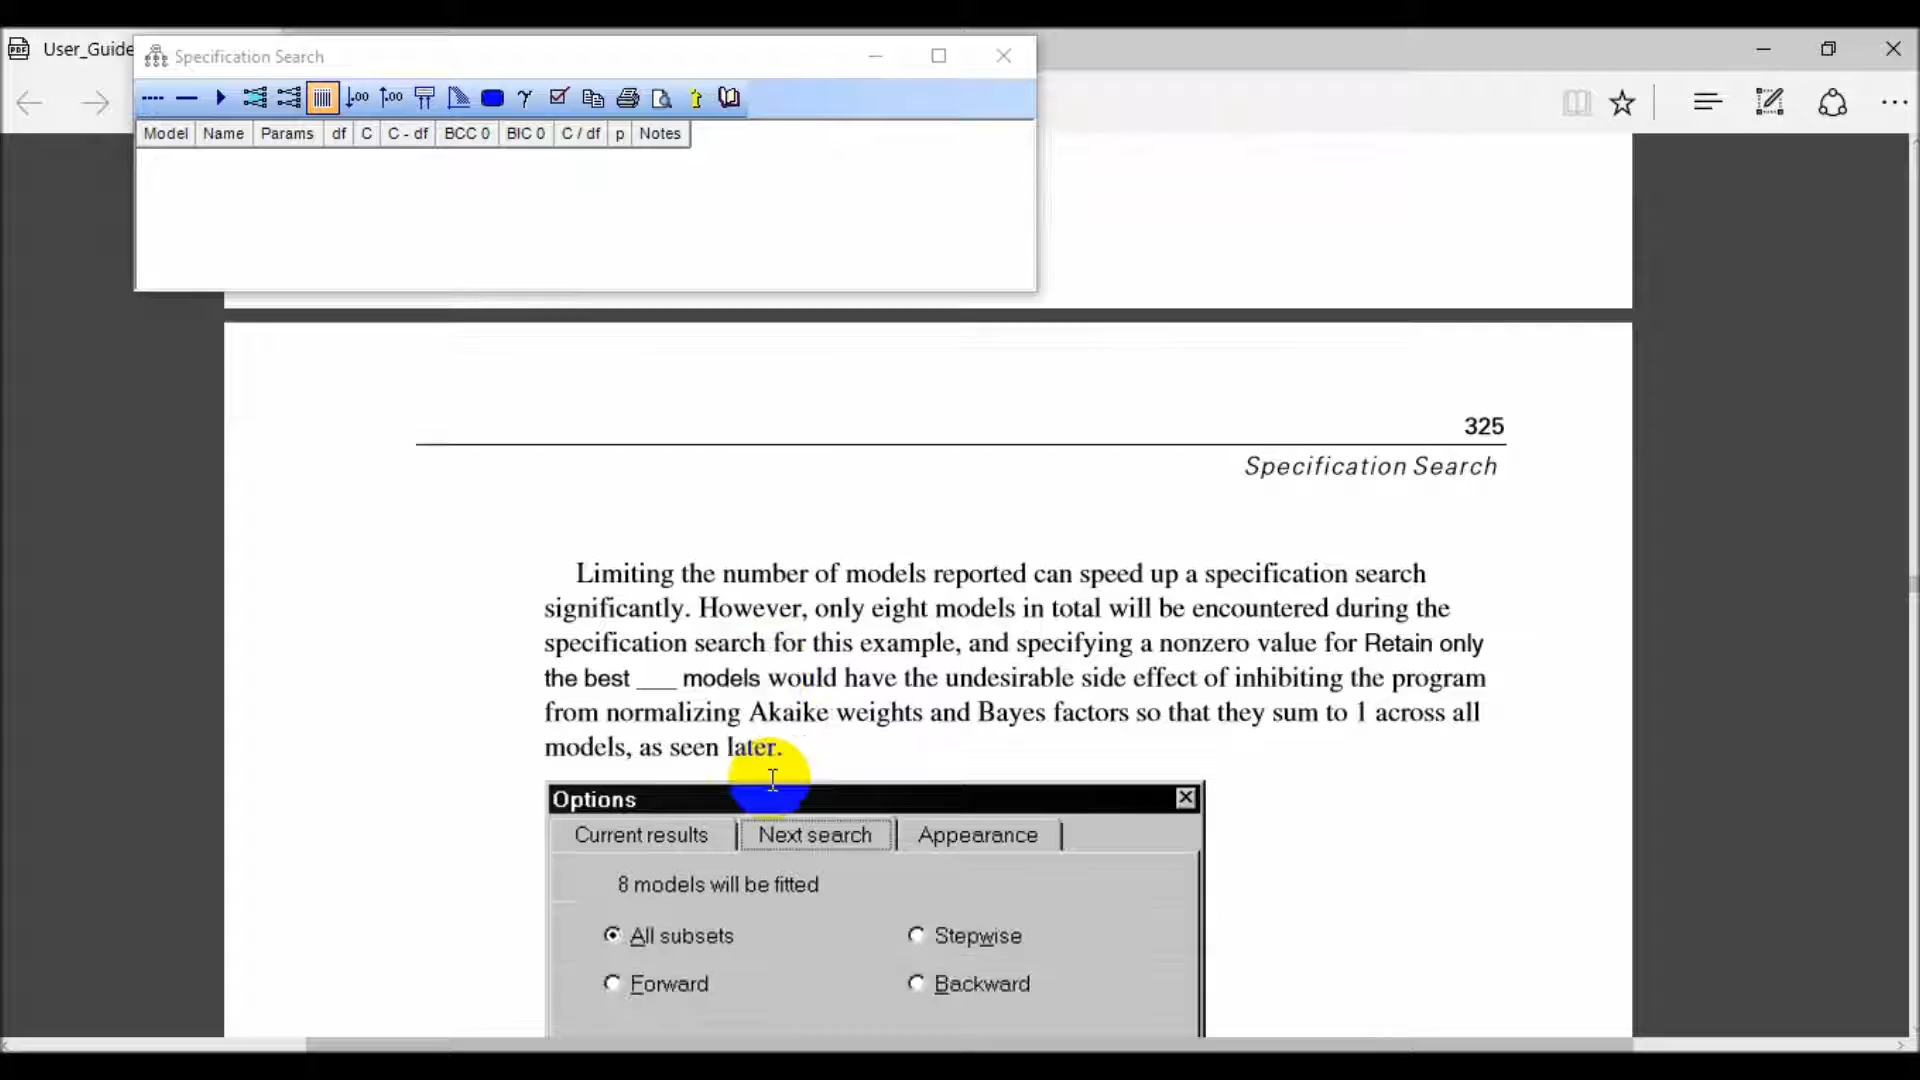 User_Guide
Specification Search
Model Name Params df C C - df BCC 0 BIC 0 C / df p Notes
325
Specification Search
Limiting the number of models reported can speed up a specification search
significantly. However, only eight models in total will be encountered during the
specification search for this example, and specifying a nonzero value for Retain only
the best ___ models would have the undesirable side effect of inhibiting the program
from normalizing Akaike weights and Bayes factors so that they sum to 1 across all
models, as seen later.
Options
Current results Next search Appearance
8 models will be fitted
All subsets Stepwise
Forward Backward